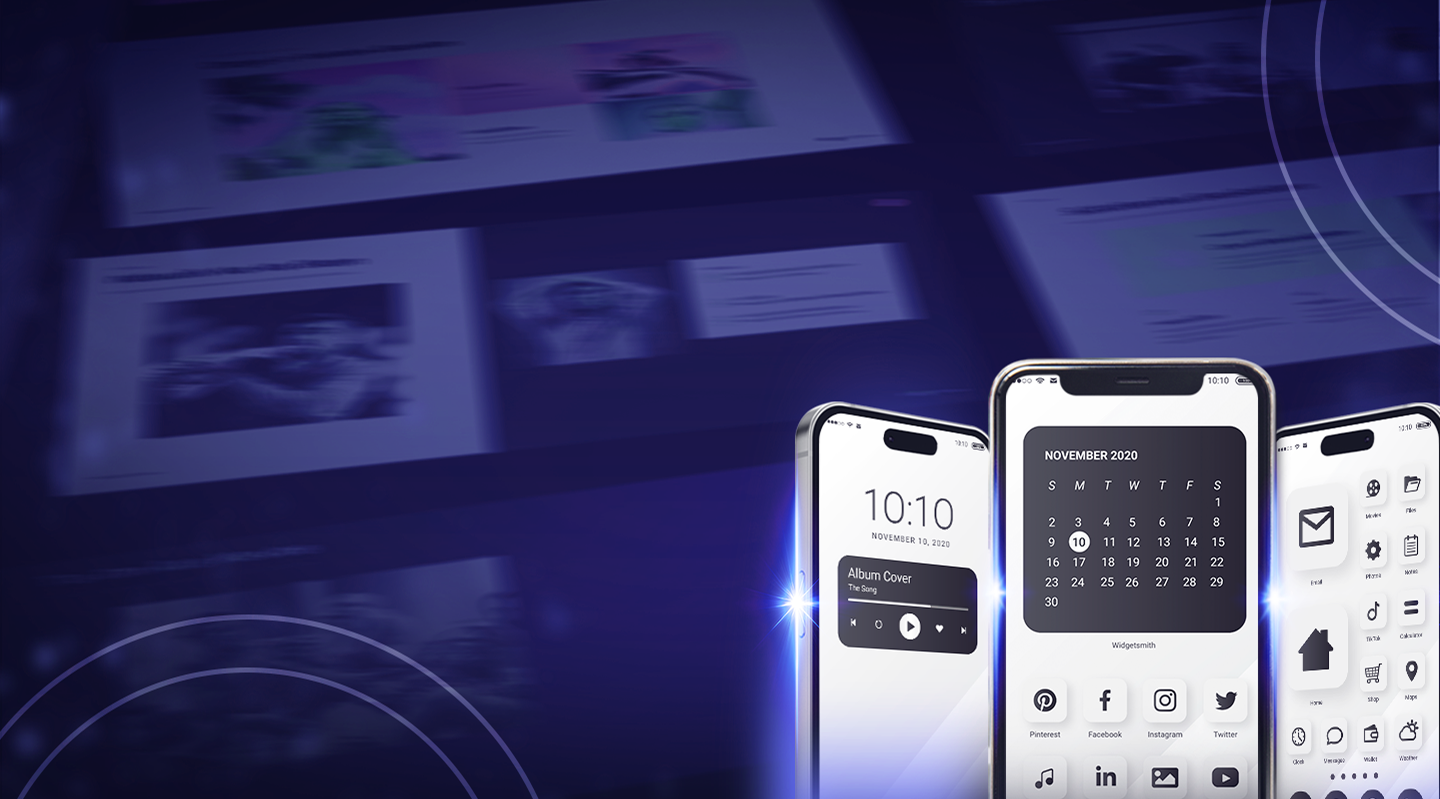 10:10
10:10
NOVEMBER 10, 2020
Album Cover
The Song
10:10
NOVEMBER 2020
S M T W T F S
1
2 3 4 5 6 7 8
9 10 11 12 13 14 15
16 17 18 19 20 21 22
23 24 25 26 27 28 29
30
Widgetsmith
Pinterest Facebook Instagram Twitter
in
10:10
Movies Files
Email Photos Notes
TikTok Calculator
Home Shop Maps
Clock Messages Wallet Weather